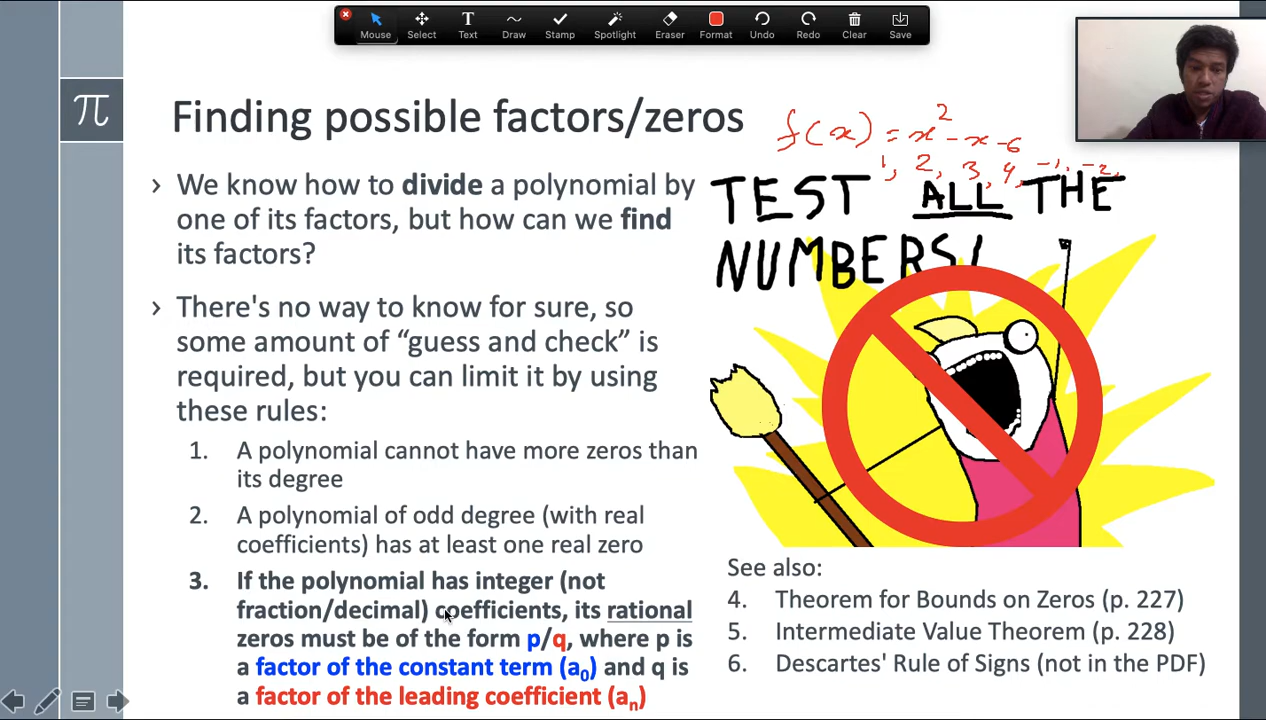 Mouse Select Text Draw Stamp Spotlight Eraser Format Undo Redo Clear Save
π
Finding possible factors/zeros
f(x) = x² - x - 6
1, 2, 3, 4, -1, -2,
› We know how to divide a polynomial by
one of its factors, but how can we find
its factors?
› There's no way to know for sure, so
some amount of “guess and check” is
required, but you can limit it by using
these rules:
1. A polynomial cannot have more zeros than
its degree
2. A polynomial of odd degree (with real
coefficients) has at least one real zero
3. If the polynomial has integer (not
fraction/decimal) coefficients, its rational
zeros must be of the form p/q, where p is
a factor of the constant term (a₀) and q is
a factor of the leading coefficient (aₙ)
TEST ALL THE
NUMBERS!
See also:
4. Theorem for Bounds on Zeros (p. 227)
5. Intermediate Value Theorem (p. 228)
6. Descartes' Rule of Signs (not in the PDF)